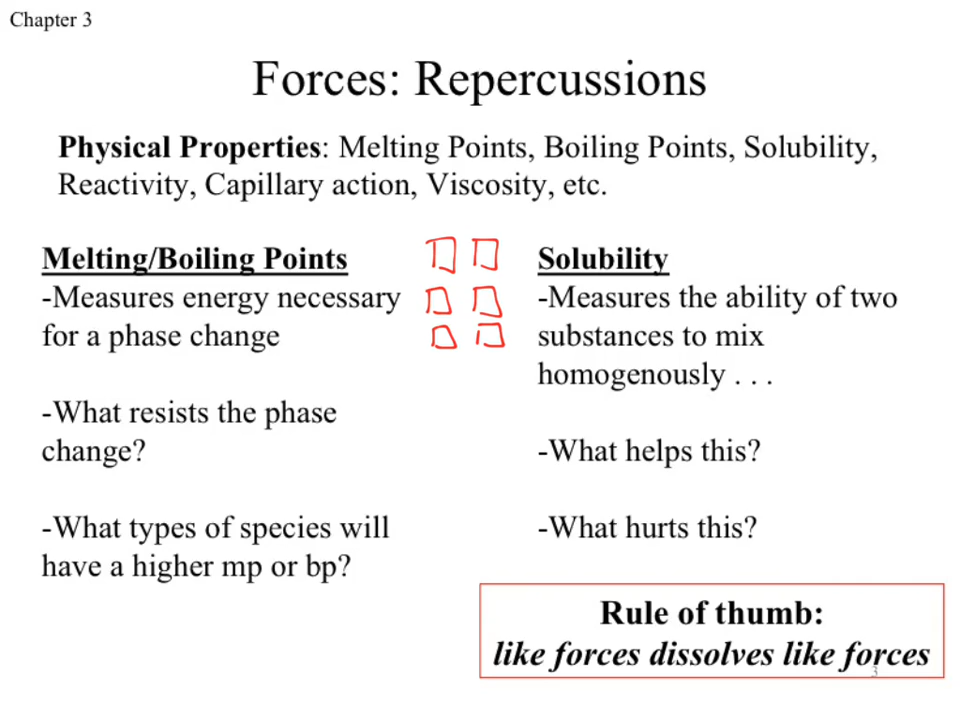 Chapter 3
Forces: Repercussions
Physical Properties: Melting Points, Boiling Points, Solubility,
Reactivity, Capillary action, Viscosity, etc.
Melting/Boiling Points
-Measures energy necessary
for a phase change
-What resists the phase
change?
-What types of species will
have a higher mp or bp?
Solubility
-Measures the ability of two
substances to mix
homogenously . . .
-What helps this?
-What hurts this?
Rule of thumb:
like forces dissolves like forces
3